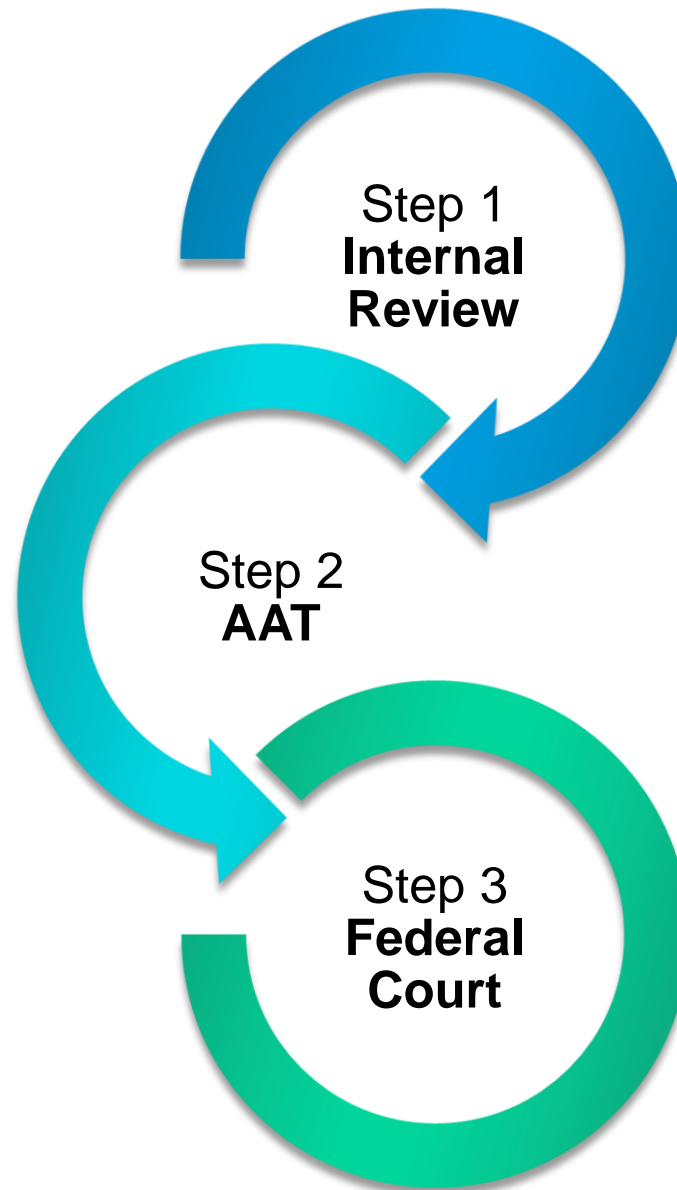 Step 1
Internal
Review
Step 2
AAT
Step 3
Federal
Court